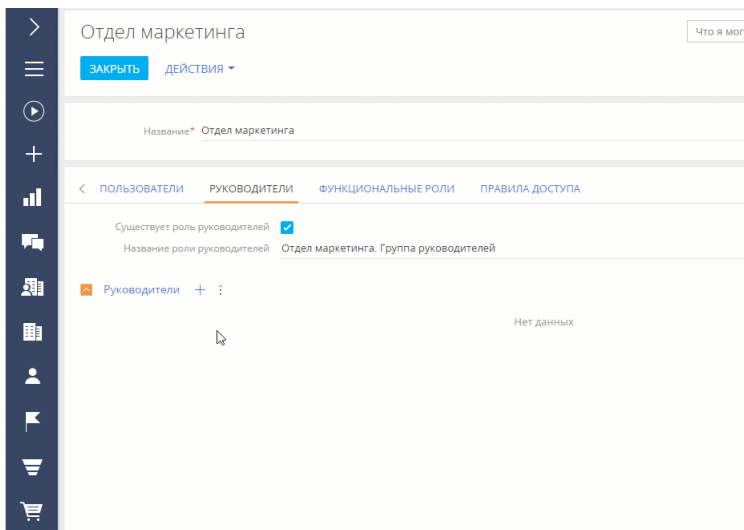 Отдел маркетинга
Что я мог
ЗАКРЫТЬ ДЕЙСТВИЯ
Название* Отдел маркетинга
ПОЛЬЗОВАТЕЛИ РУКОВОДИТЕЛИ ФУНКЦИОНАЛЬНЫЕ РОЛИ ПРАВИЛА ДОСТУПА
Существует роль руководителей
Название роли руководителей Отдел маркетинга. Группа руководителей
Руководители
Нет данных